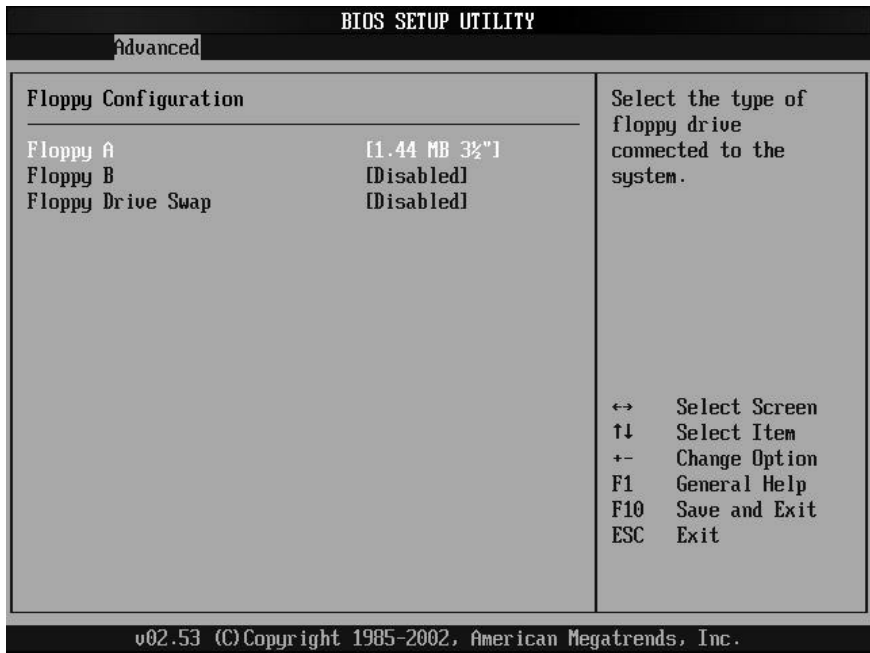 BIOS SETUP UTILITY
Advanced
Floppy Configuration
Floppy A [1.44 MB 3½"]
Floppy B [Disabled]
Floppy Drive Swap [Disabled]
Select the type of
floppy drive
connected to the
system.
←→ Select Screen
↑↓ Select Item
+- Change Option
F1 General Help
F10 Save and Exit
ESC Exit
v02.53 (C)Copyright 1985-2002, American Megatrends, Inc.